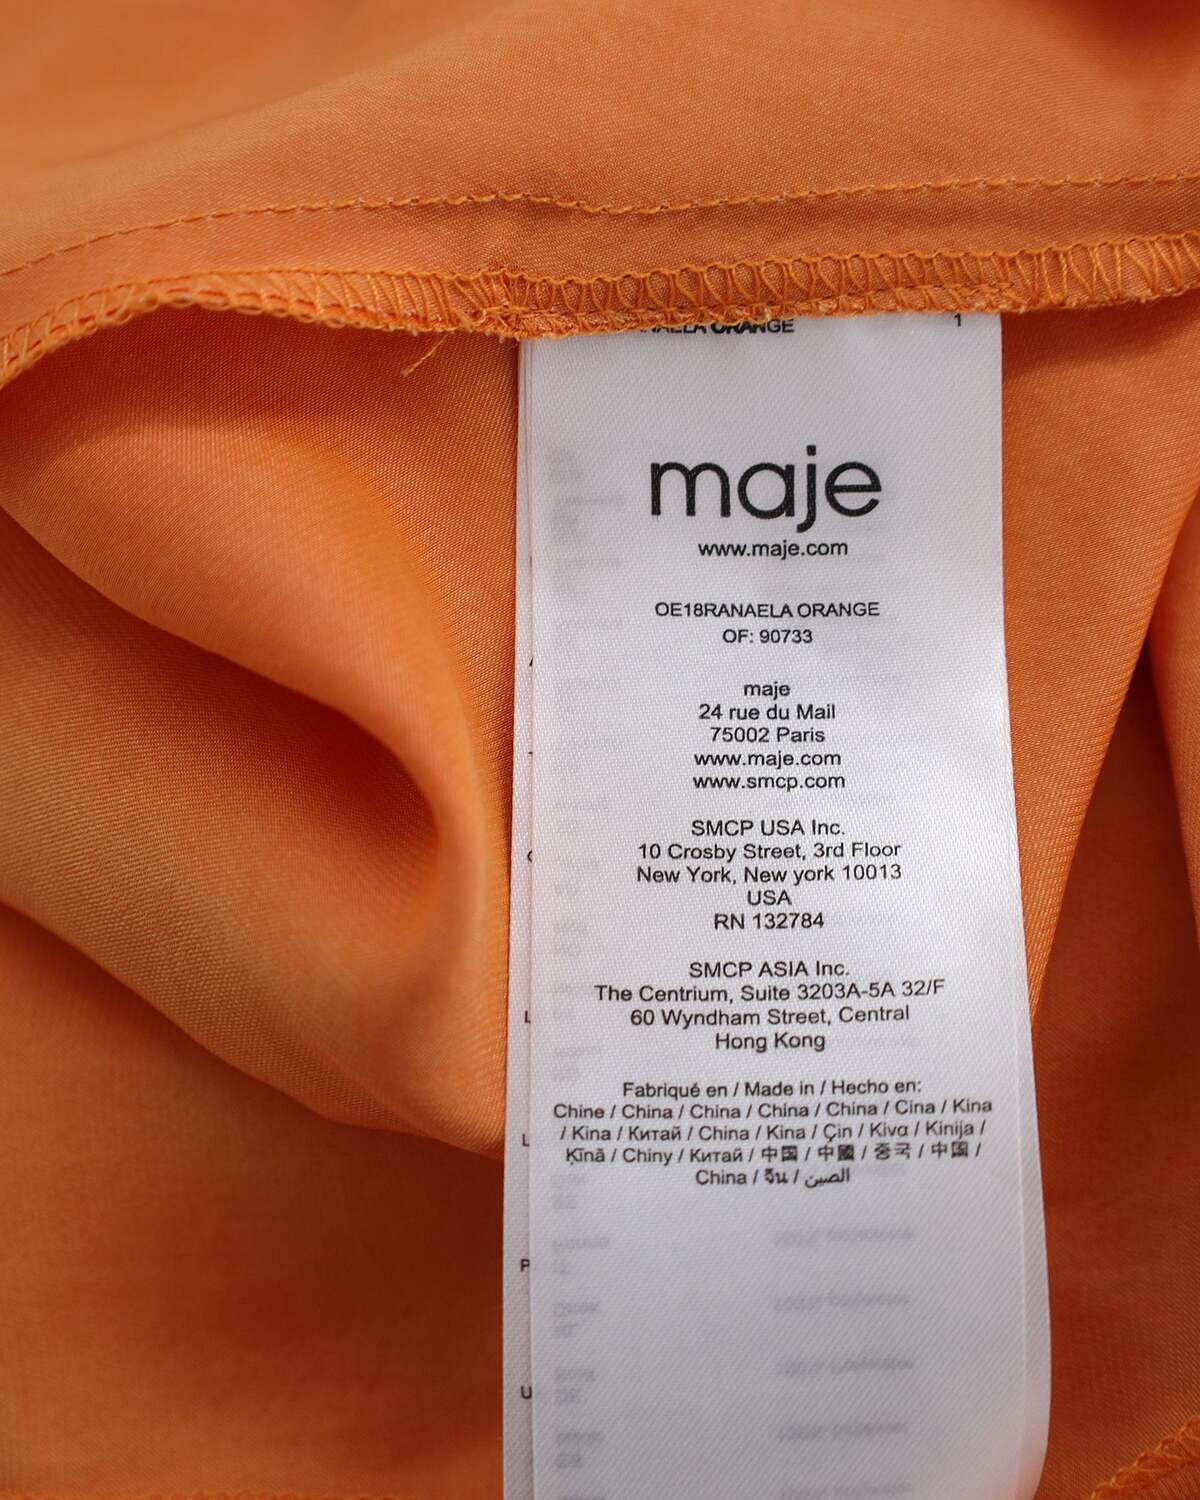 ORANGE 1
maje
www.maje.com
OE18RANAELA ORANGE
OF: 90733
maje
24 rue du Mail
75002 Paris
www.maje.com
www.smcp.com
SMCP USA Inc.
10 Crosby Street, 3rd Floor
New York, New york 10013
USA
RN 132784
SMCP ASIA Inc.
The Centrium, Suite 3203A-5A 32/F
60 Wyndham Street, Central
Hong Kong
Fabriqué en / Made in / Hecho en:
Chine / China / China / China / China / Cina / Kina
/ Kina / Китай / China / Kina / Çin / Kiva / Kinija /
Ķīnā / Chiny / Китай / 中国 / 中國 / 중국 / 中国 /
China / จีน / الصين